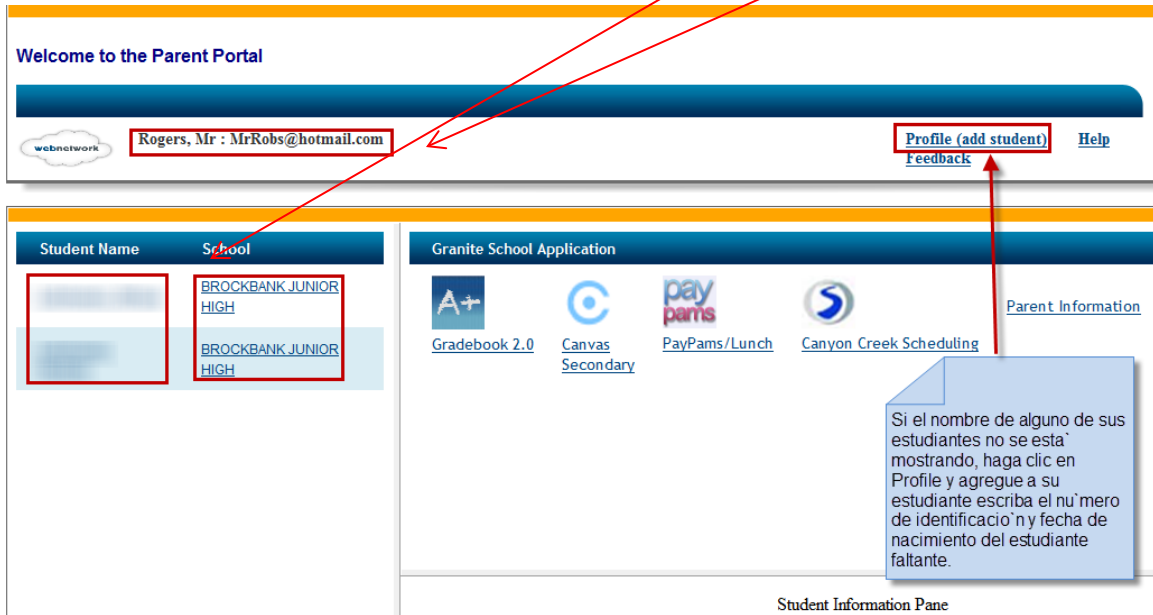 Welcome to the Parent Portal
webnetwork
Rogers, Mr : MrRobs@hotmail.com
Profile (add student)
Help
Feedback
Student Name
School
BROCKBANK JUNIOR
HIGH
BROCKBANK JUNIOR
HIGH
Granite School Application
A+
Gradebook 2.0
Canvas
Secondary
pay
pams
PayPams/Lunch
Canyon Creek Scheduling
Parent Information
Si el nombre de alguno de sus
estudiantes no se esta`
mostrando, haga clic en
Profile y agregue a su
estudiante escriba el nu`mero
de identificacio`n y fecha de
nacimiento del estudiante
faltante.
Student Information Pane